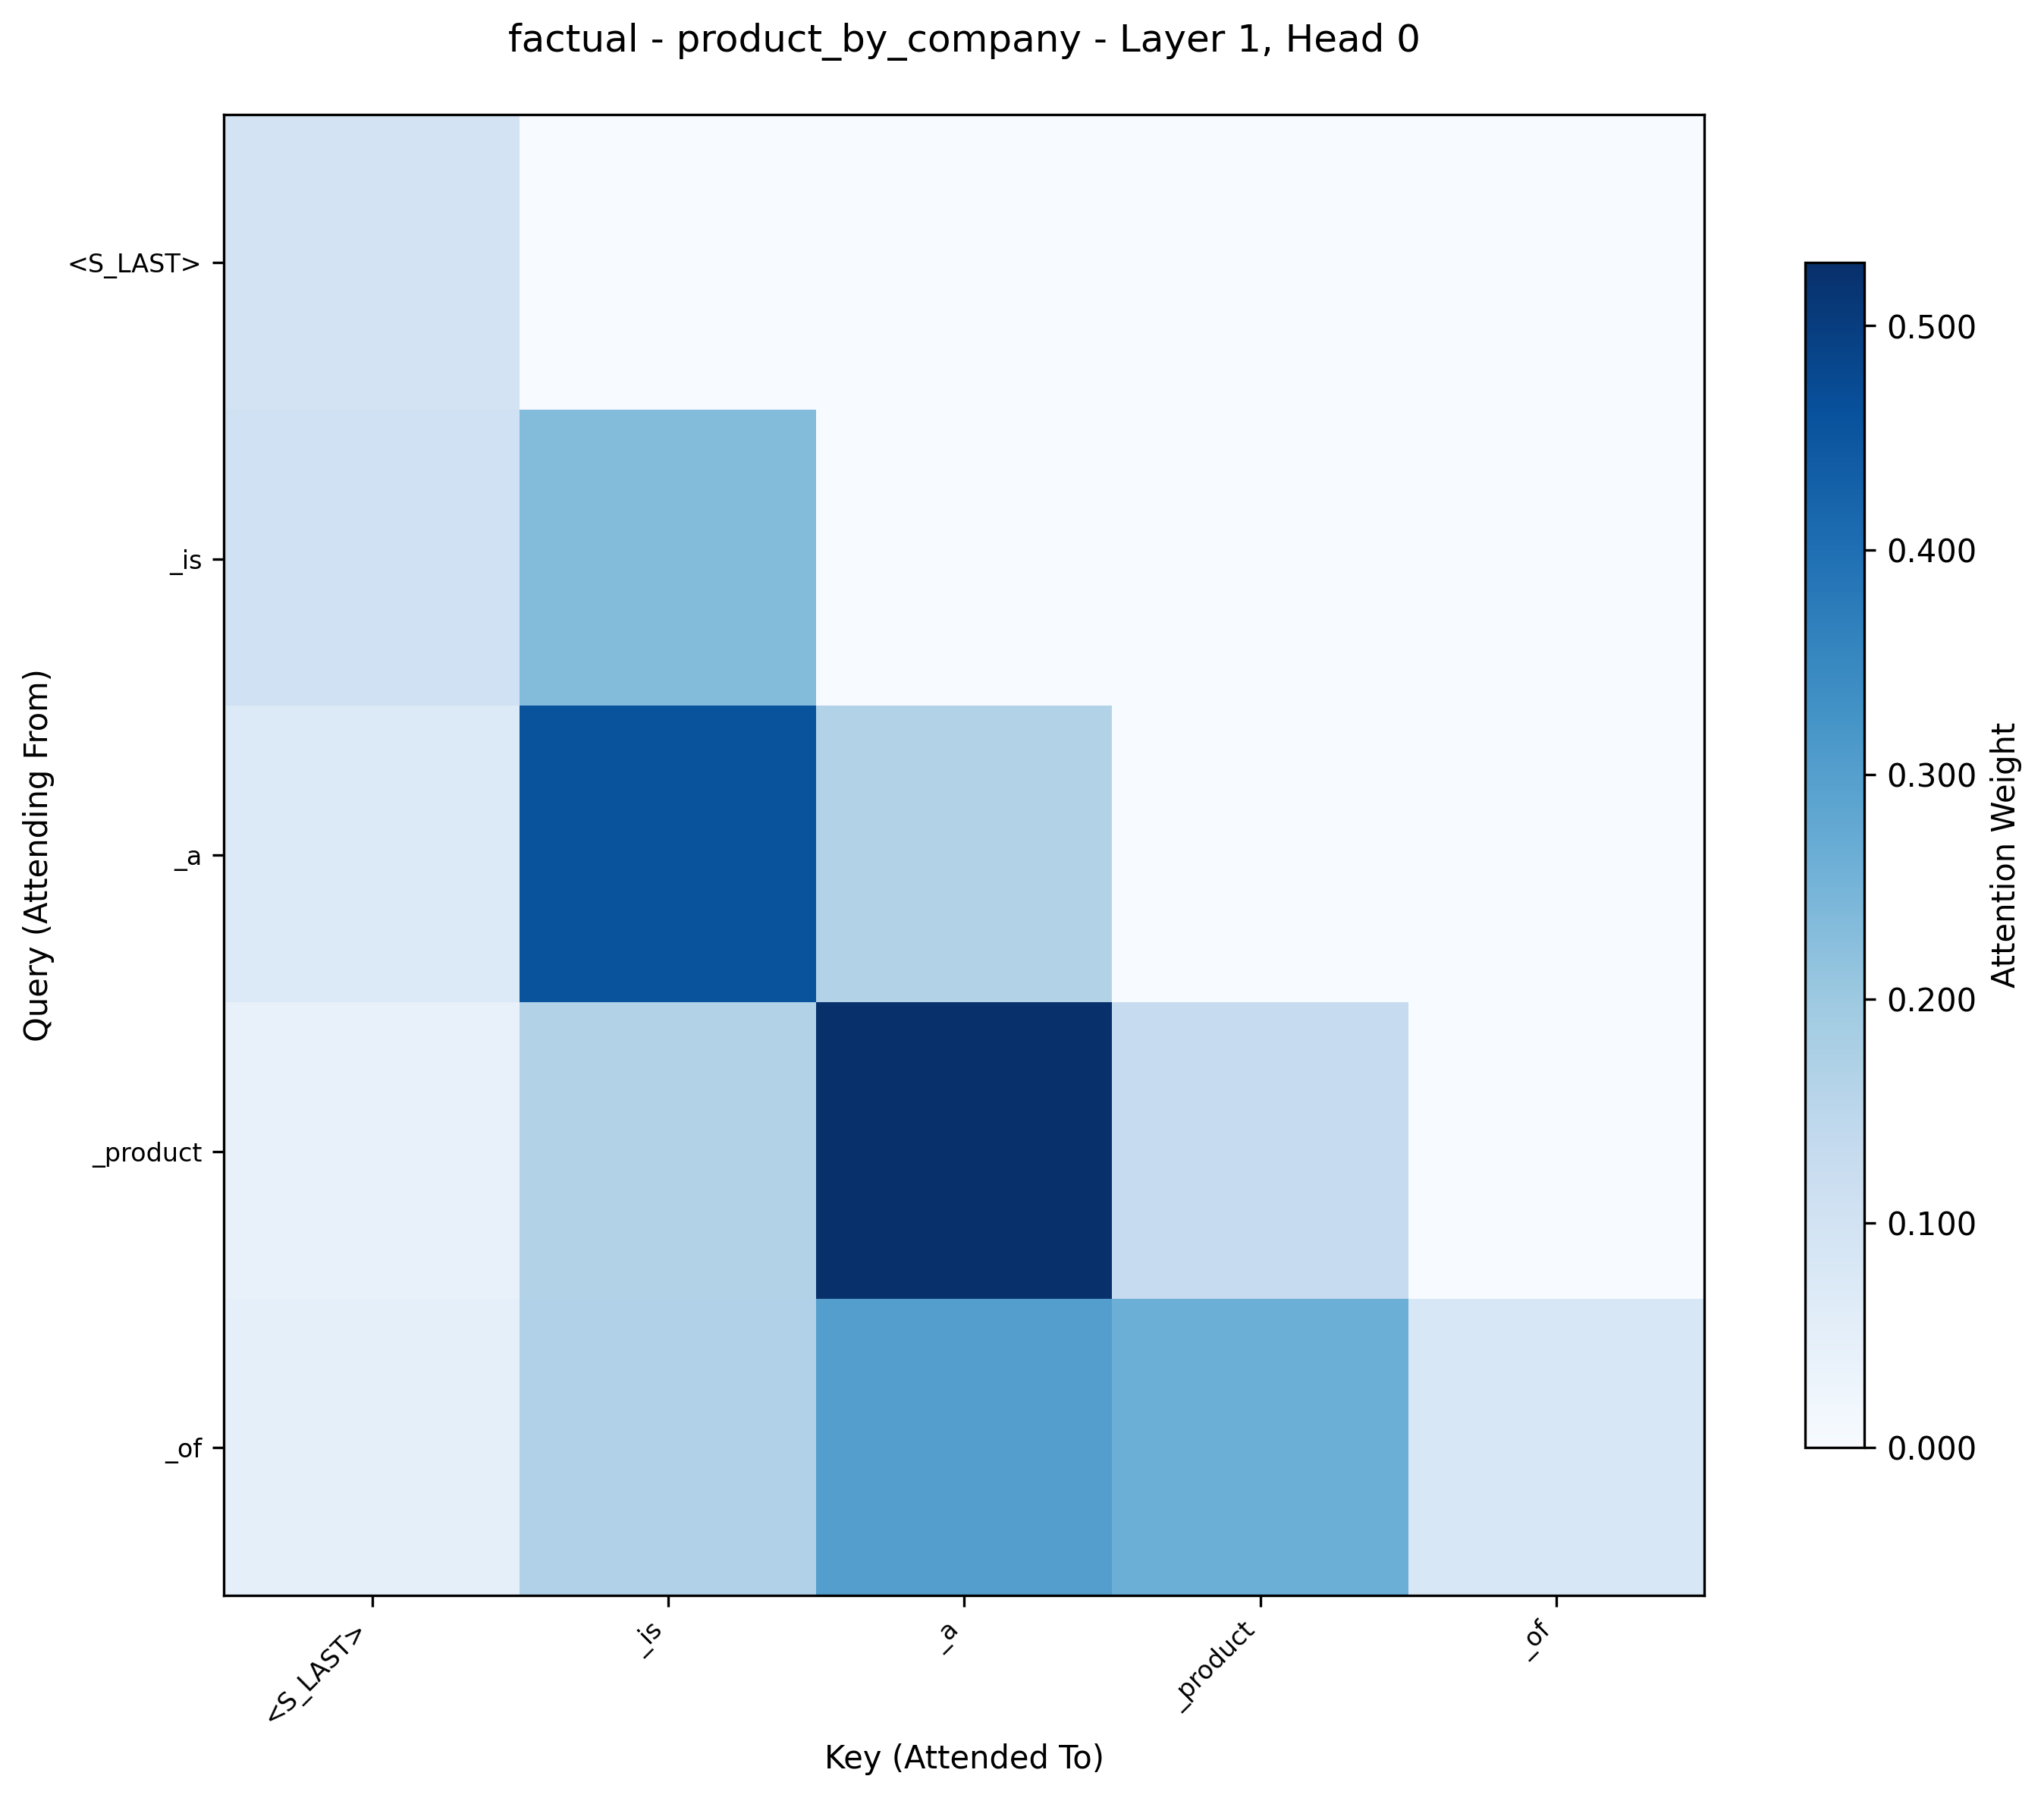 factual - product_by_company - Layer 1, Head 0
Query (Attending From)
<S_LAST>
_is
_a
_product
_of
<S_LAST>
_is
_a
_product
_of
Key (Attended To)
0.500
0.400
0.300
0.200
0.100
0.000
Attention Weight